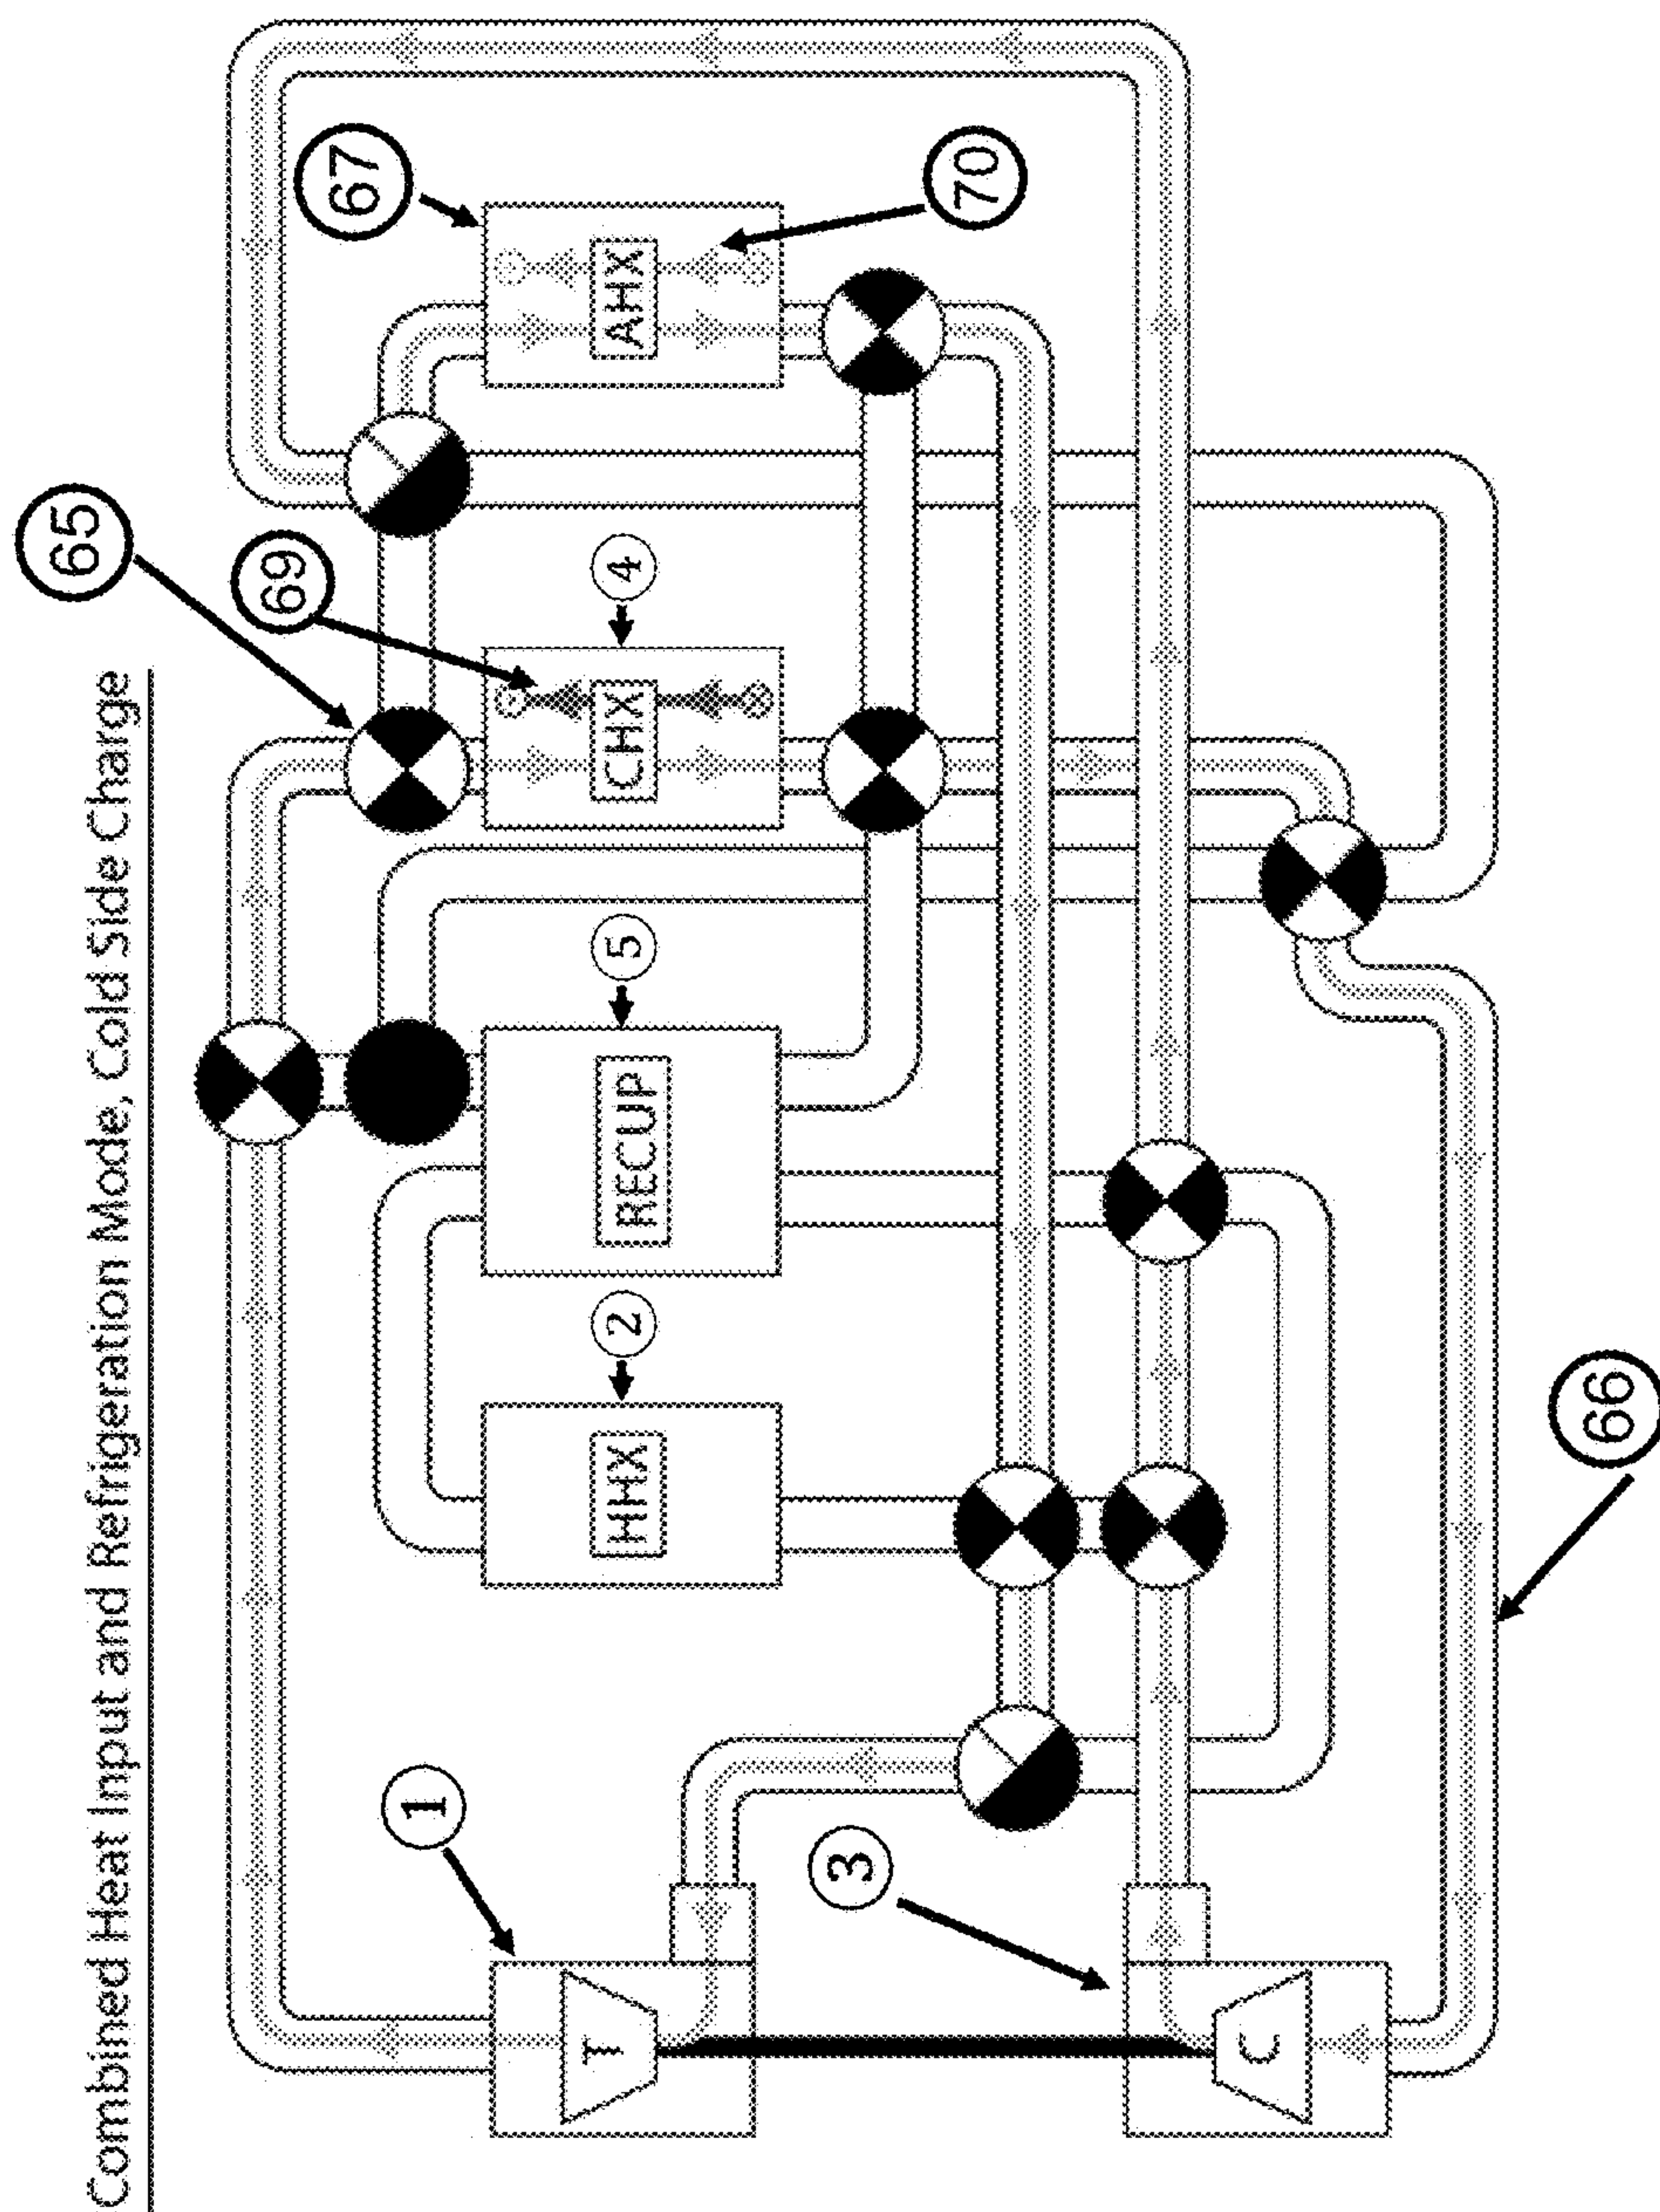 Combined Heat Input and Refrigeration Mode, Cold Side Charge
65
67
69
4
5
2
1
CHX
AHX
RECUP
HHX
70
3
T
C
66